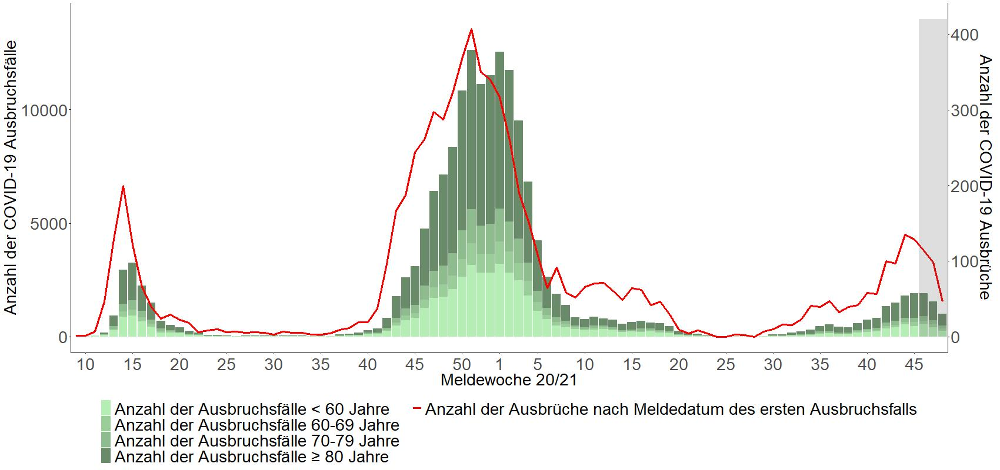 Anzahl der COVID-19 Ausbruchsfälle
10000
5000
0
400
300
200
100
0
Anzahl der COVID-19 Ausbrüche
10 15 20 25 30 35 40 45 50 1 5 10 15 20 25 30 35 40 45
Meldewoche 20/21
Anzahl der Ausbruchsfälle < 60 Jahre
Anzahl der Ausbruchsfälle 60-69 Jahre
Anzahl der Ausbruchsfälle 70-79 Jahre
Anzahl der Ausbruchsfälle ≥ 80 Jahre
Anzahl der Ausbrüche nach Meldedatum des ersten Ausbruchsfalls